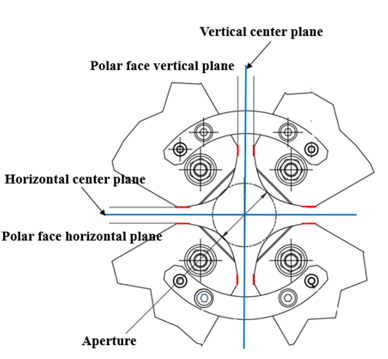 Vertical center plane
Polar face vertical plane
Horizontal center plane
Polar face horizontal plane
Aperture